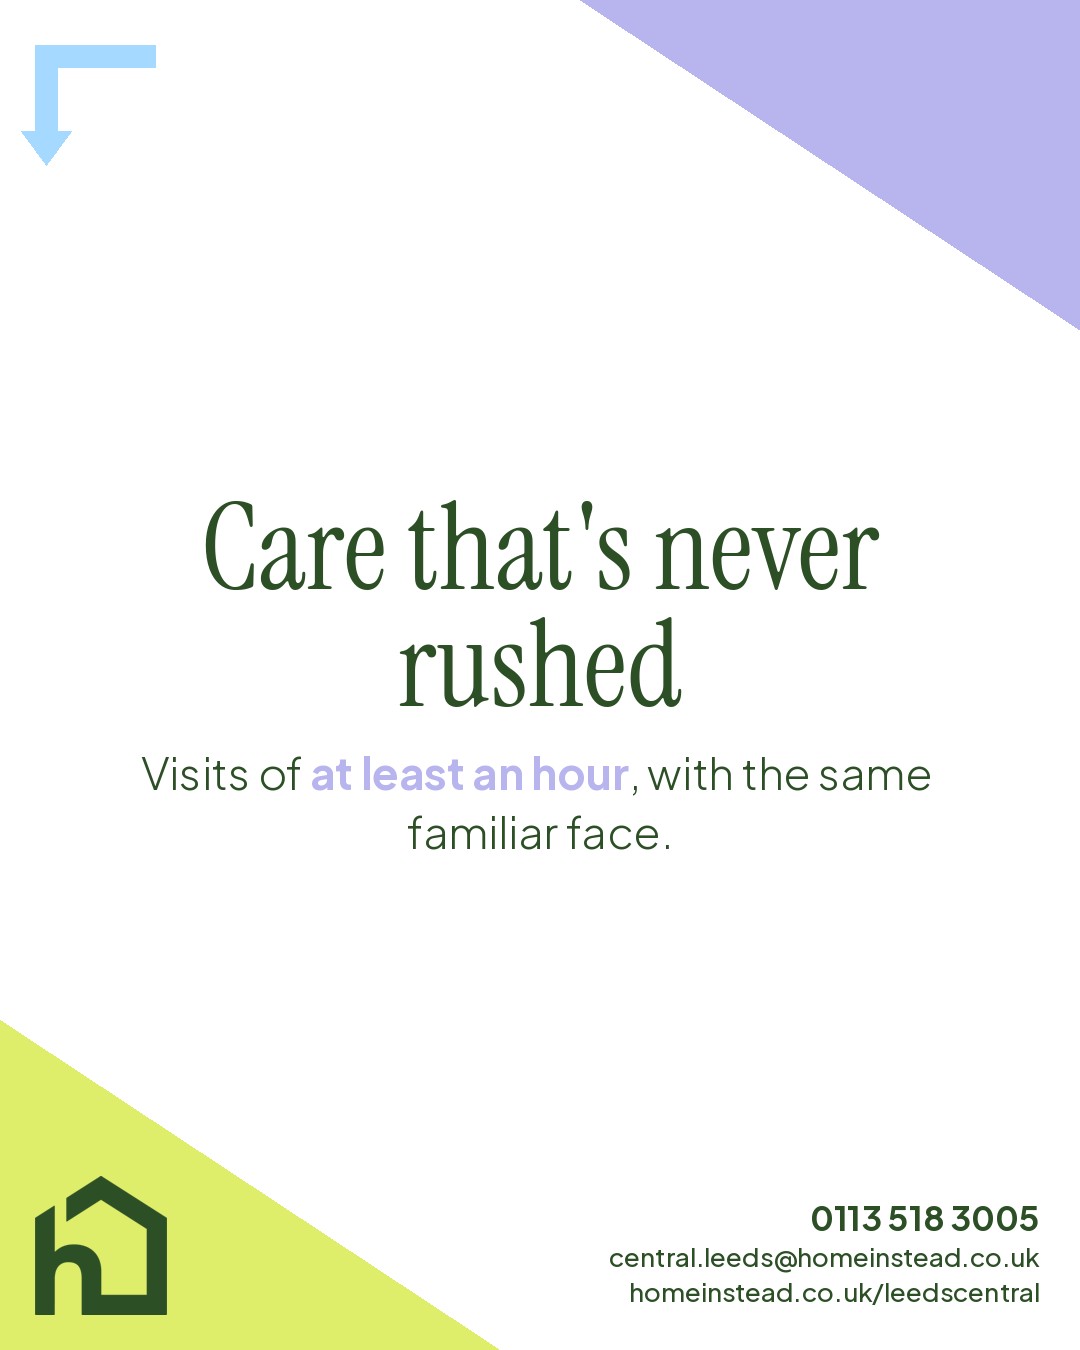 Care that's never
rushed
Visits of at least an hour, with the same
familiar face.
h
0113 518 3005
central.leeds@homeinstead.co.uk
homeinstead.co.uk/leedscentral